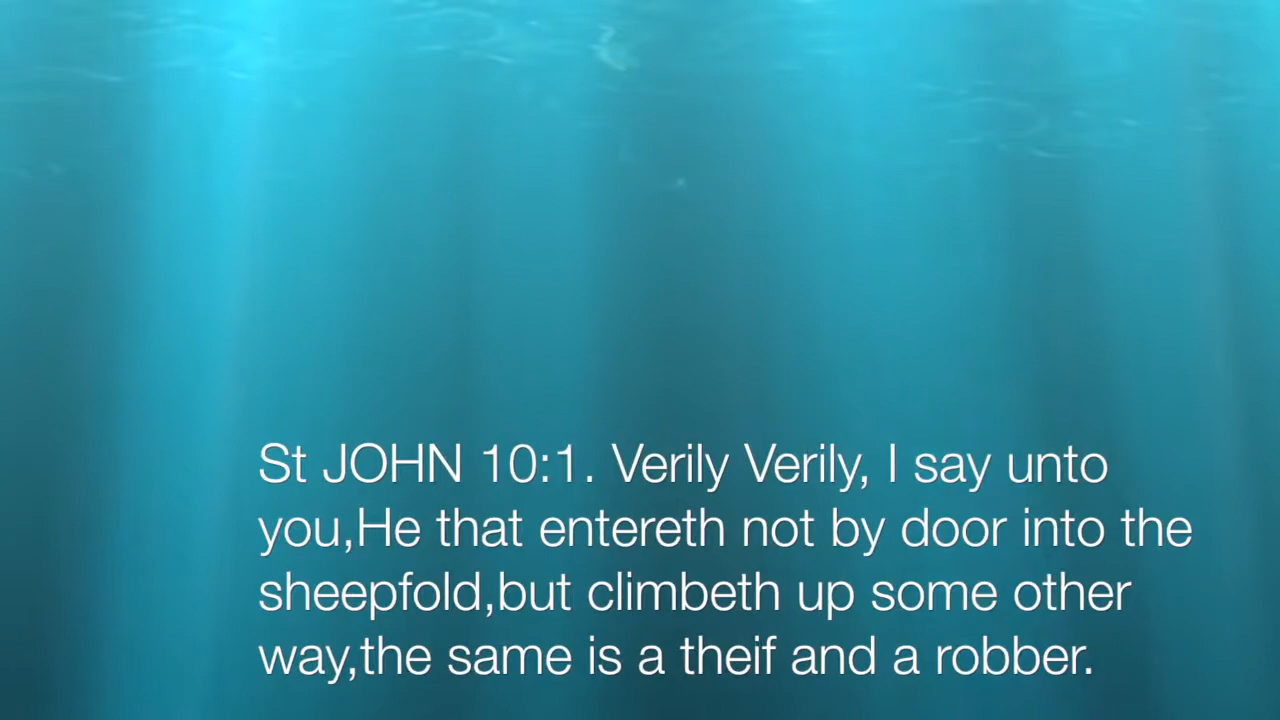 St JOHN 10:1. Verily Verily, I say unto
you,He that entereth not by door into the
sheepfold,but climbeth up some other
way,the same is a theif and a robber.